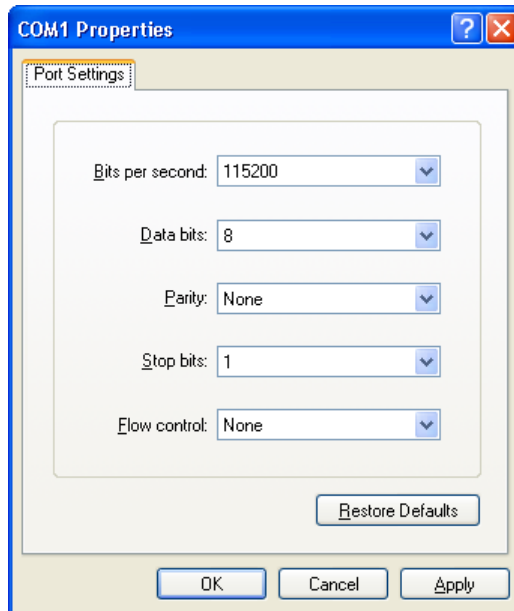 COM1 Properties
Port Settings
Bits per second: 115200
Data bits: 8
Parity: None
Stop bits: 1
Flow control: None
Restore Defaults
OK Cancel Apply